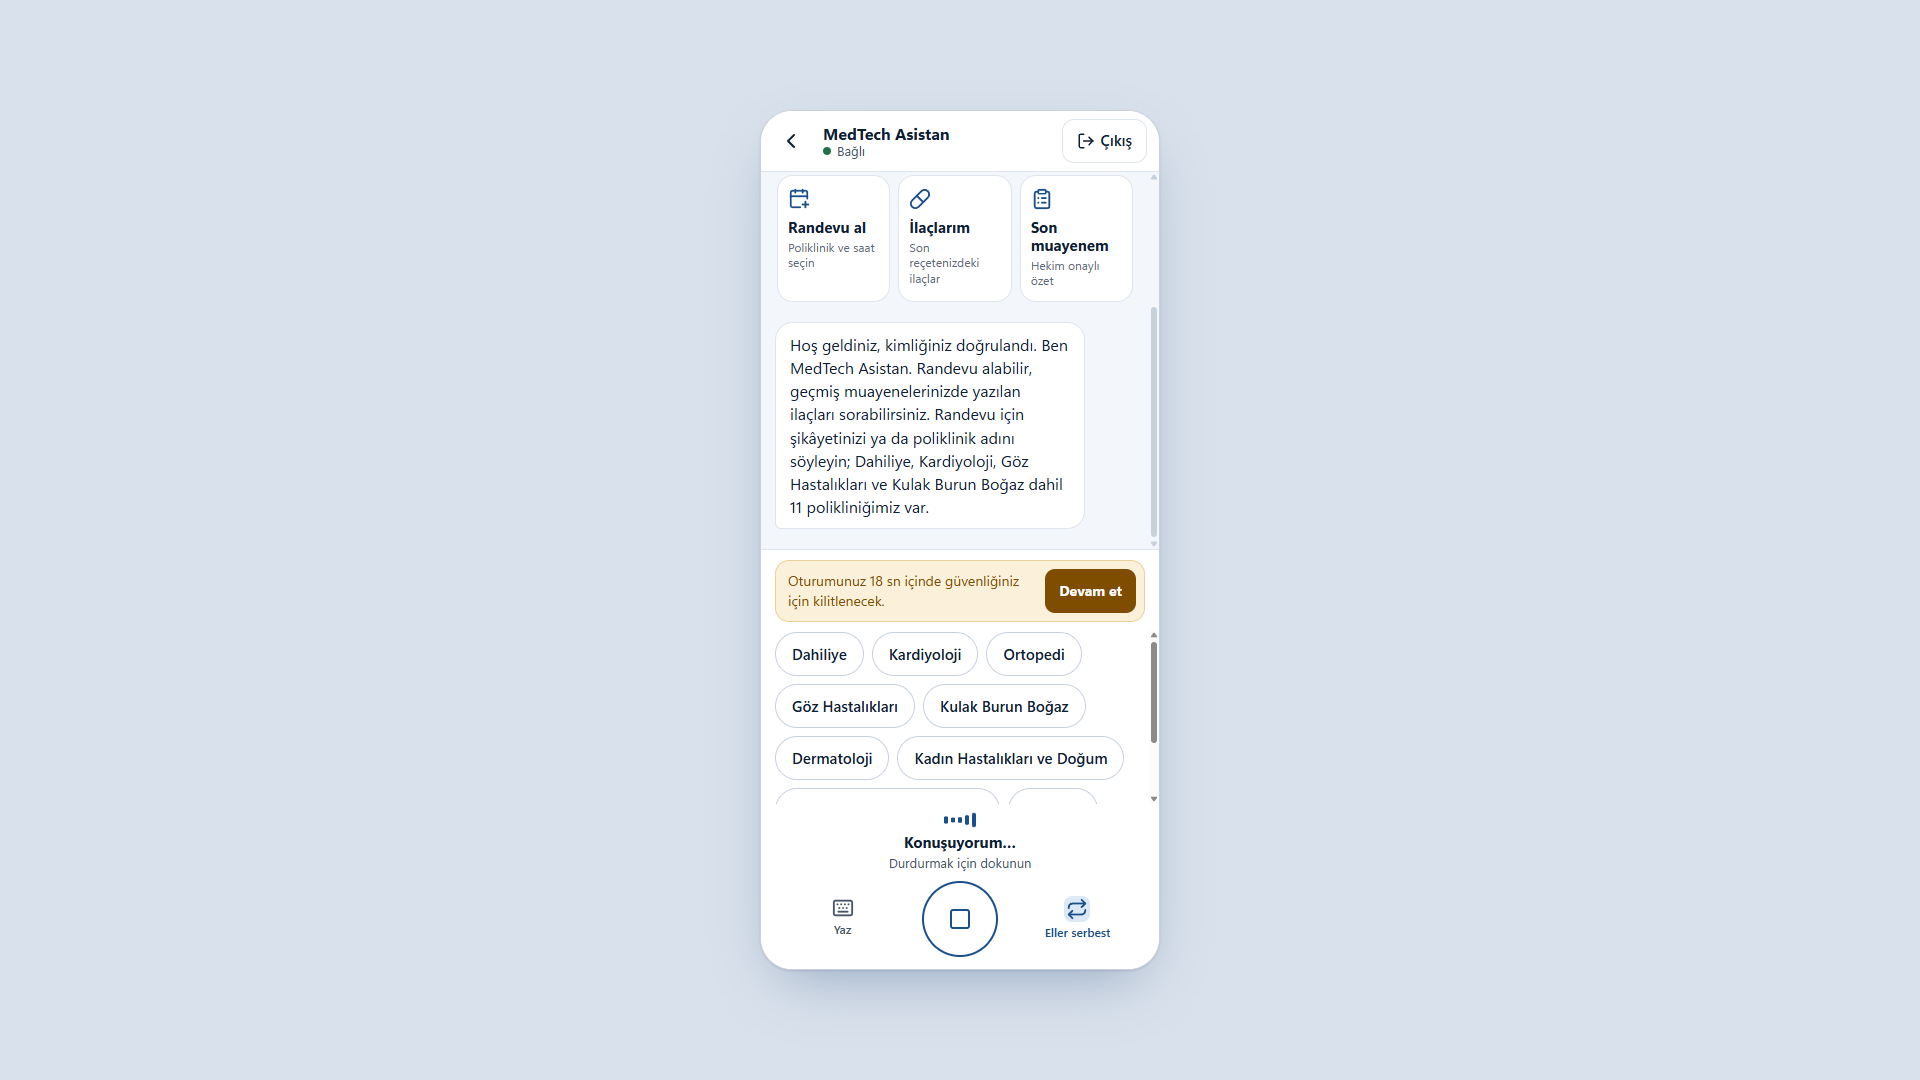 MedTech Asistan
Bağlı
Çıkış
Randevu al
Poliklinik ve saat
seçin
İlaçlarım
Son
reçetenizdeki
ilaçlar
Son
muayenem
Hekim onaylı
özet
Hoş geldiniz, kimliğiniz doğrulandı. Ben
MedTech Asistan. Randevu alabilir,
geçmiş muayenelerinizde yazılan
ilaçları sorabilirsiniz. Randevu için
şikâyetinizi ya da poliklinik adını
söyleyin; Dahiliye, Kardiyoloji, Göz
Hastalıkları ve Kulak Burun Boğaz dahil
11 polikliniğimiz var.
Oturumunuz 18 sn içinde güvenliğiniz
için kilitlenecek.
Devam et
Dahiliye
Kardiyoloji
Ortopedi
Göz Hastalıkları
Kulak Burun Boğaz
Dermatoloji
Kadın Hastalıkları ve Doğum
Konuşuyorum...
Durdurmak için dokunun
Yaz
Eller serbest